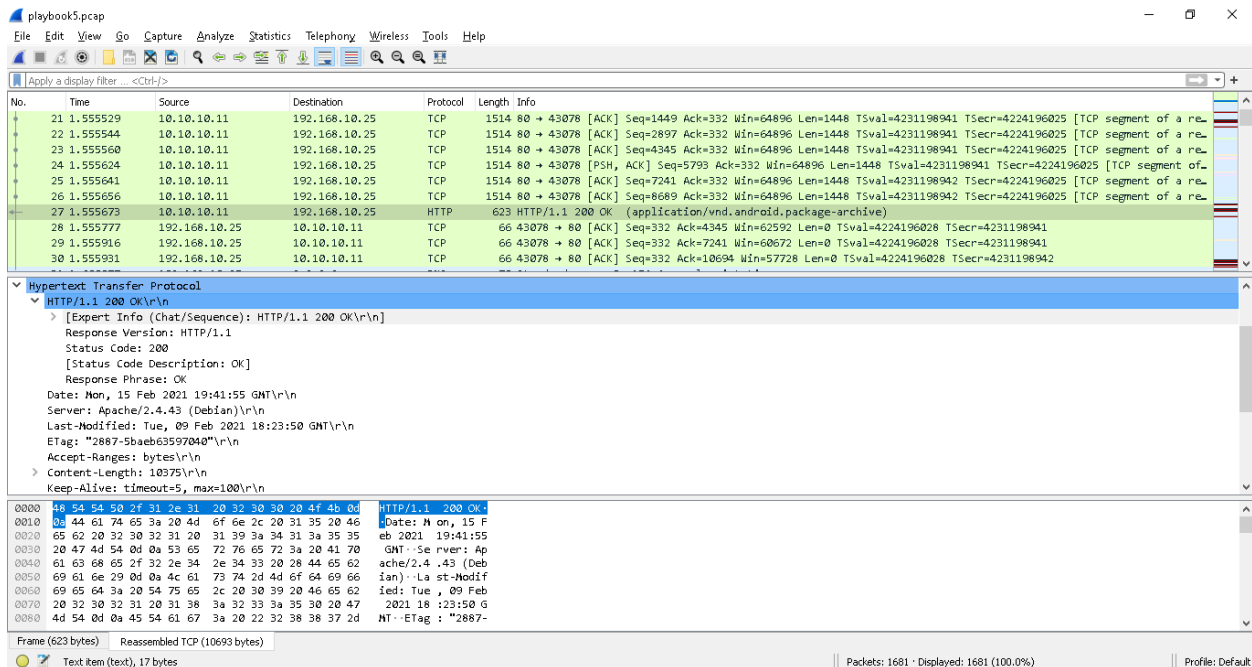 playbook5.pcap
File Edit View Go Capture Analyze Statistics Telephony Wireless Tools Help
Apply a display filter ... <Ctrl-/>
No. Time Source Destination Protocol Length Info
21 1.555529 10.10.10.11 192.168.10.25 TCP 1514 80 → 43078 [ACK] Seq=1449 Ack=332 Win=64896 Len=1448 TSval=4231198941 TSecr=4224196025 [TCP segment of a re…
22 1.555544 10.10.10.11 192.168.10.25 TCP 1514 80 → 43078 [ACK] Seq=2897 Ack=332 Win=64896 Len=1448 TSval=4231198941 TSecr=4224196025 [TCP segment of a re…
23 1.555560 10.10.10.11 192.168.10.25 TCP 1514 80 → 43078 [ACK] Seq=4345 Ack=332 Win=64896 Len=1448 TSval=4231198941 TSecr=4224196025 [TCP segment of a re…
24 1.555624 10.10.10.11 192.168.10.25 TCP 1514 80 → 43078 [PSH, ACK] Seq=5793 Ack=332 Win=64896 Len=1448 TSval=4231198941 TSecr=4224196025 [TCP segment of…
25 1.555641 10.10.10.11 192.168.10.25 TCP 1514 80 → 43078 [ACK] Seq=7241 Ack=332 Win=64896 Len=1448 TSval=4231198942 TSecr=4224196025 [TCP segment of a re…
26 1.555656 10.10.10.11 192.168.10.25 TCP 1514 80 → 43078 [ACK] Seq=8689 Ack=332 Win=64896 Len=1448 TSval=4231198942 TSecr=4224196025 [TCP segment of a re…
27 1.555673 10.10.10.11 192.168.10.25 HTTP 623 HTTP/1.1 200 OK (application/vnd.android.package-archive)
28 1.555777 192.168.10.25 10.10.10.11 TCP 66 43078 → 80 [ACK] Seq=332 Ack=4345 Win=62592 Len=0 TSval=4224196028 TSecr=4231198941
29 1.555916 192.168.10.25 10.10.10.11 TCP 66 43078 → 80 [ACK] Seq=332 Ack=7241 Win=60672 Len=0 TSval=4224196028 TSecr=4231198941
30 1.555931 192.168.10.25 10.10.10.11 TCP 66 43078 → 80 [ACK] Seq=332 Ack=10694 Win=57728 Len=0 TSval=4224196028 TSecr=4231198942
Hypertext Transfer Protocol
HTTP/1.1 200 OK\r\n
[Expert Info (Chat/Sequence): HTTP/1.1 200 OK\r\n]
Response Version: HTTP/1.1
Status Code: 200
[Status Code Description: OK]
Response Phrase: OK
Date: Mon, 15 Feb 2021 19:41:55 GMT\r\n
Server: Apache/2.4.43 (Debian)\r\n
Last-Modified: Tue, 09 Feb 2021 18:23:50 GMT\r\n
ETag: "2887-5baeb63597040"\r\n
Accept-Ranges: bytes\r\n
Content-Length: 10375\r\n
Keep-Alive: timeout=5, max=100\r\n
0000 48 54 54 50 2f 31 2e 31 20 32 30 30 20 4f 4b 0d HTTP/1.1 200 OK·
0010 0a 44 61 74 65 3a 20 4d 6f 6e 2c 20 31 35 20 46 ·Date: M on, 15 F
0020 65 62 20 32 30 32 31 20 31 39 3a 34 31 3a 35 35 eb 2021 19:41:55
0030 20 47 4d 54 0d 0a 53 65 72 76 65 72 3a 20 41 70 GMT··Se rver: Ap
0040 61 63 68 65 2f 32 2e 34 2e 34 33 20 28 44 65 62 ache/2.4 .43 (Deb
0050 69 61 6e 29 0d 0a 4c 61 73 74 2d 4d 6f 64 69 66 ian)··La st-Modif
0060 69 65 64 3a 20 54 75 65 2c 20 30 39 20 46 65 62 ied: Tue , 09 Feb
0070 20 32 30 32 31 20 31 38 3a 32 33 3a 35 30 20 47 2021 18 :23:50 G
0080 4d 54 0d 0a 45 54 61 67 3a 20 22 32 38 38 37 2d MT··ETag : "2887-
Frame (623 bytes) Reassembled TCP (10693 bytes)
Text item (text), 17 bytes Packets: 1681 · Displayed: 1681 (100.0%) Profile: Default